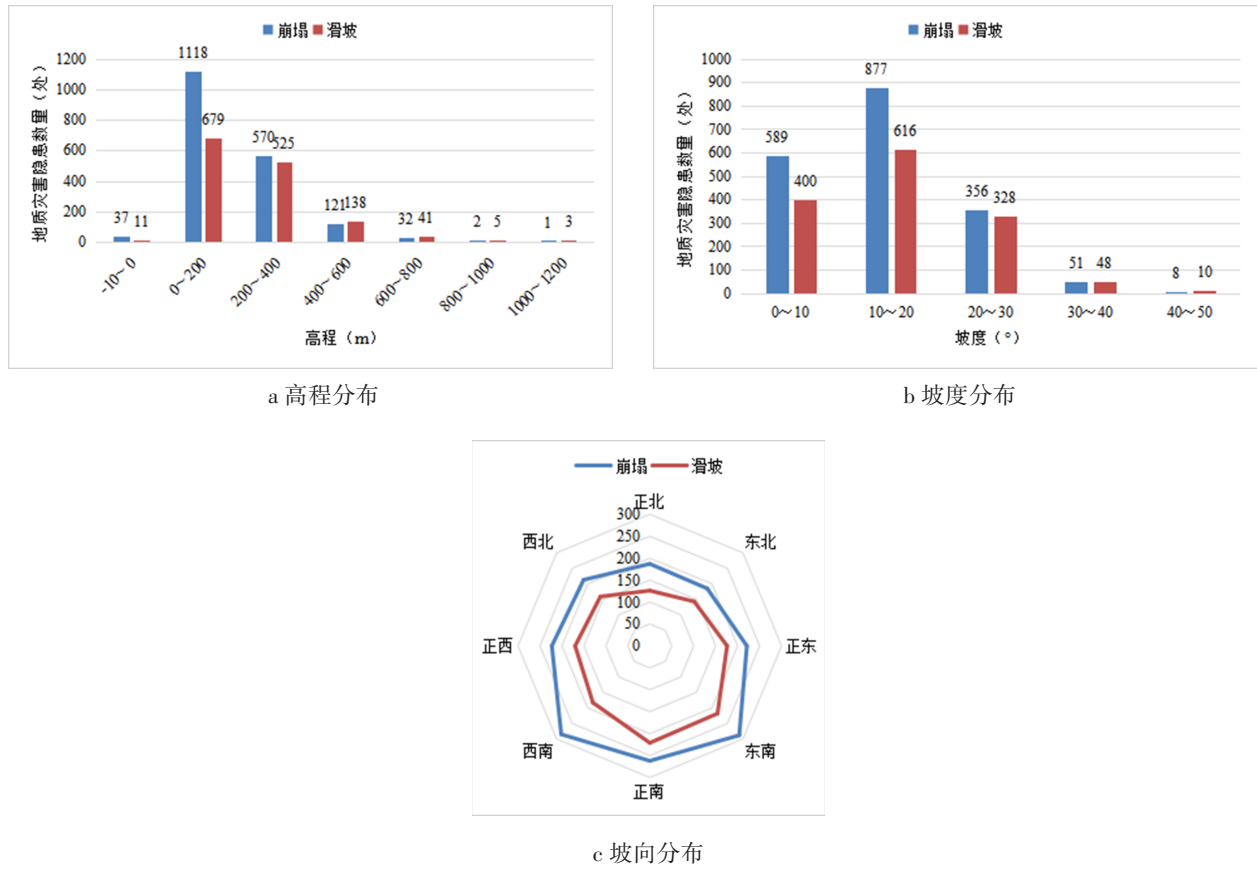 崩塌 滑坡
地质灾害隐患数量（处）
1200
1000
800
600
400
200
0
37 11
1118 679
570 525
121 138
32 41
2 5
1 3
-10～0 0～200 200～400 400～600 600～800 800～1000 1000～1200
高程（m）
a 高程分布
崩塌 滑坡
地质灾害隐患数量（处）
1000
900
800
700
600
500
400
300
200
100
0
589 400
877 616
356 328
51 48
8 10
0～10 10～20 20～30 30～40 40～50
坡度（°）
b 坡度分布
崩塌 滑坡
正北
东北
正东
东南
正南
西南
正西
西北
300
250
200
150
100
50
0
c 坡向分布